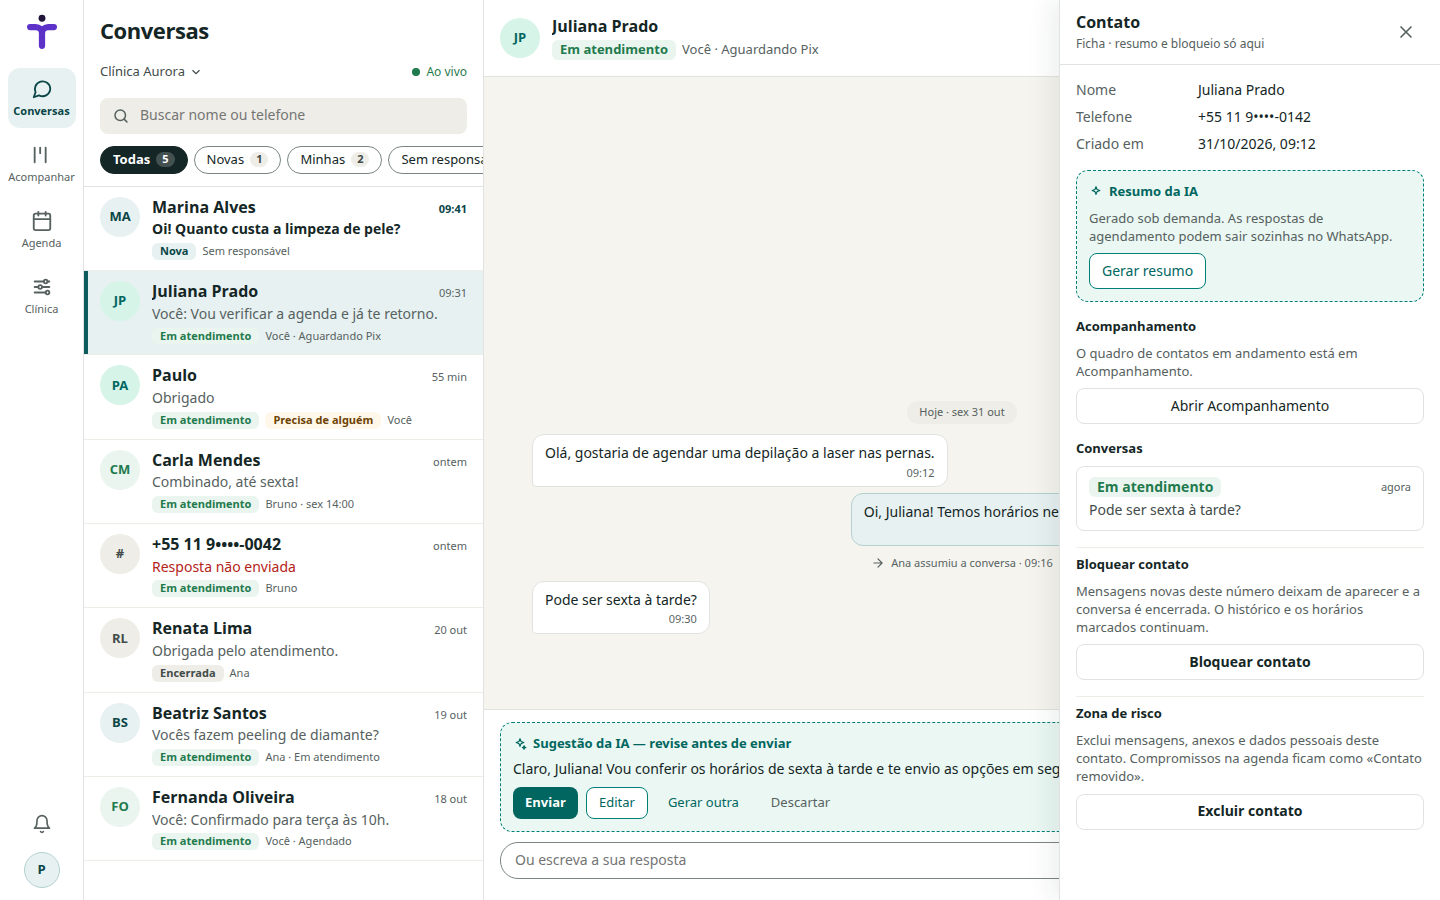 Conversas
Acompanhar
Agenda
Clínica
P
Conversas
Clínica Aurora
Ao vivo
Buscar nome ou telefone
Todas 5
Novas 1
Minhas 2
Sem responsa
MA
Marina Alves
09:41
Oi! Quanto custa a limpeza de pele?
Nova Sem responsável
JP
Juliana Prado
09:31
Você: Vou verificar a agenda e já te retorno.
Em atendimento Você · Aguardando Pix
PA
Paulo
55 min
Obrigado
Em atendimento Precisa de alguém Você
CM
Carla Mendes
ontem
Combinado, até sexta!
Em atendimento Bruno · sex 14:00
#
+55 11 9••••-0042
ontem
Resposta não enviada
Em atendimento Bruno
RL
Renata Lima
20 out
Obrigada pelo atendimento.
Encerrada Ana
BS
Beatriz Santos
19 out
Vocês fazem peeling de diamante?
Em atendimento Ana · Em atendimento
FO
Fernanda Oliveira
18 out
Você: Confirmado para terça às 10h.
Em atendimento Você · Agendado
JP
Juliana Prado
Em atendimento Você · Aguardando Pix
Hoje · sex 31 out
Olá, gostaria de agendar uma depilação a laser nas pernas.
09:12
Oi, Juliana! Temos horários ne
Ana assumiu a conversa · 09:16
Pode ser sexta à tarde?
09:30
Sugestão da IA — revise antes de enviar
Claro, Juliana! Vou conferir os horários de sexta à tarde e te envio as opções em seg
Enviar
Editar
Gerar outra
Descartar
Ou escreva a sua resposta
Contato
Ficha · resumo e bloqueio só aqui
Nome Juliana Prado
Telefone +55 11 9••••-0142
Criado em 31/10/2026, 09:12
Resumo da IA
Gerado sob demanda. As respostas de
agendamento podem sair sozinhas no WhatsApp.
Gerar resumo
Acompanhamento
O quadro de contatos em andamento está em
Acompanhamento.
Abrir Acompanhamento
Conversas
Em atendimento
agora
Pode ser sexta à tarde?
Bloquear contato
Mensagens novas deste número deixam de aparecer e a
conversa é encerrada. O histórico e os horários
marcados continuam.
Bloquear contato
Zona de risco
Exclui mensagens, anexos e dados pessoais deste
contato. Compromissos na agenda ficam como «Contato
removido».
Excluir contato